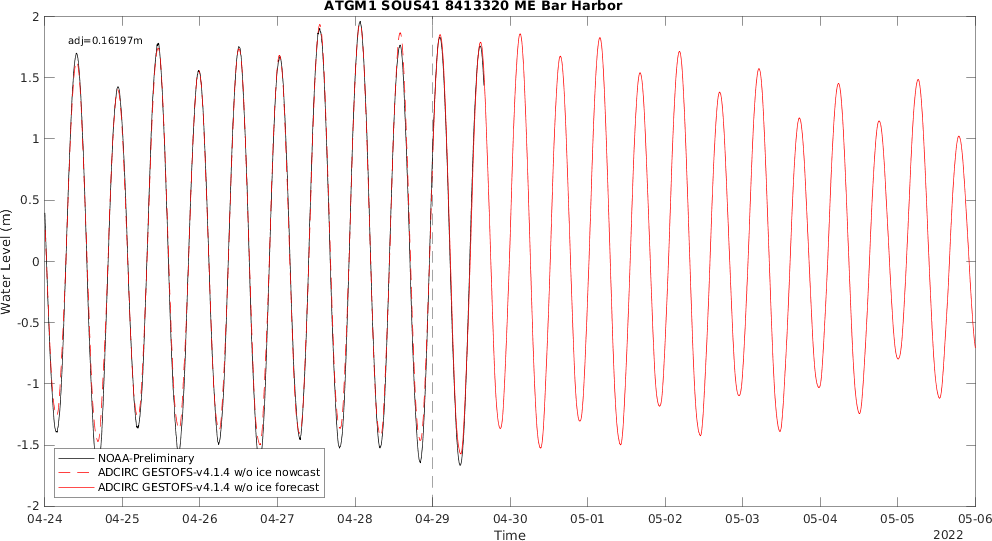 ATGM1 SOUS41 8413320 ME Bar Harbor
adj=0.16197m
2
1.5
1
0.5
0
-0.5
-1
-1.5
-2
Water Level (m)
NOAA-Preliminary
ADCIRC GESTOFS-v4.1.4 w/o ice nowcast
ADCIRC GESTOFS-v4.1.4 w/o ice forecast
04-24 04-25 04-26 04-27 04-28 04-29 04-30 05-01 05-02 05-03 05-04 05-05 05-06
Time
2022